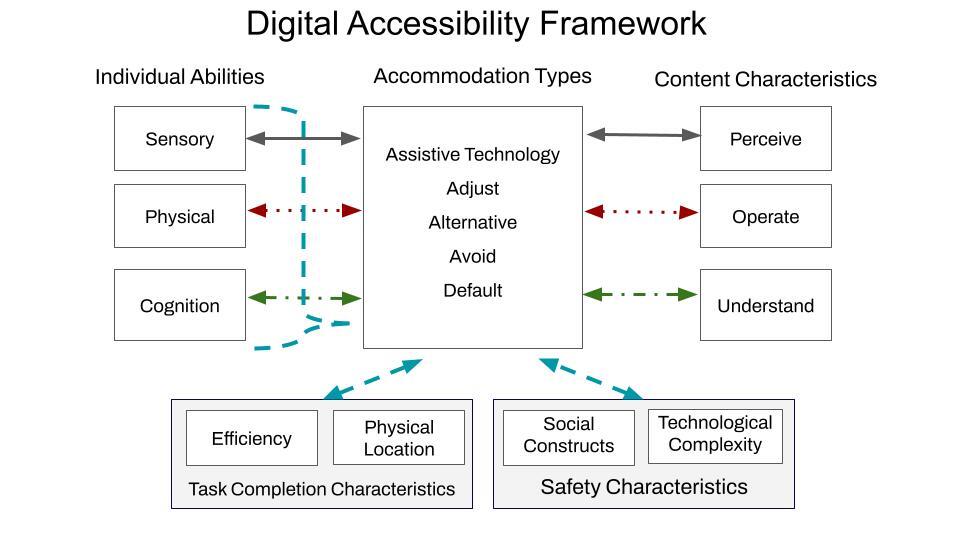 Digital Accessibility Framework
Individual Abilities
Accommodation Types
Content Characteristics
Sensory
Physical
Cognition
Assistive Technology
Adjust
Alternative
Avoid
Default
Perceive
Operate
Understand
Efficiency
Physical
Location
Task Completion Characteristics
Social
Constructs
Technological
Complexity
Safety Characteristics